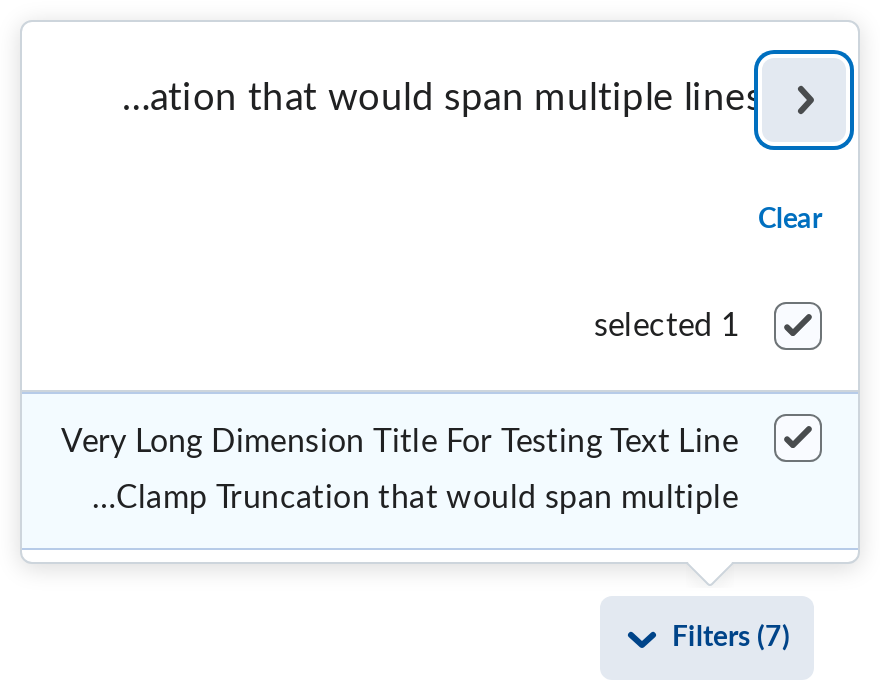 ...ation that would span multiple lines
Clear
selected 1
Very Long Dimension Title For Testing Text Line
...Clamp Truncation that would span multiple
Filters (7)